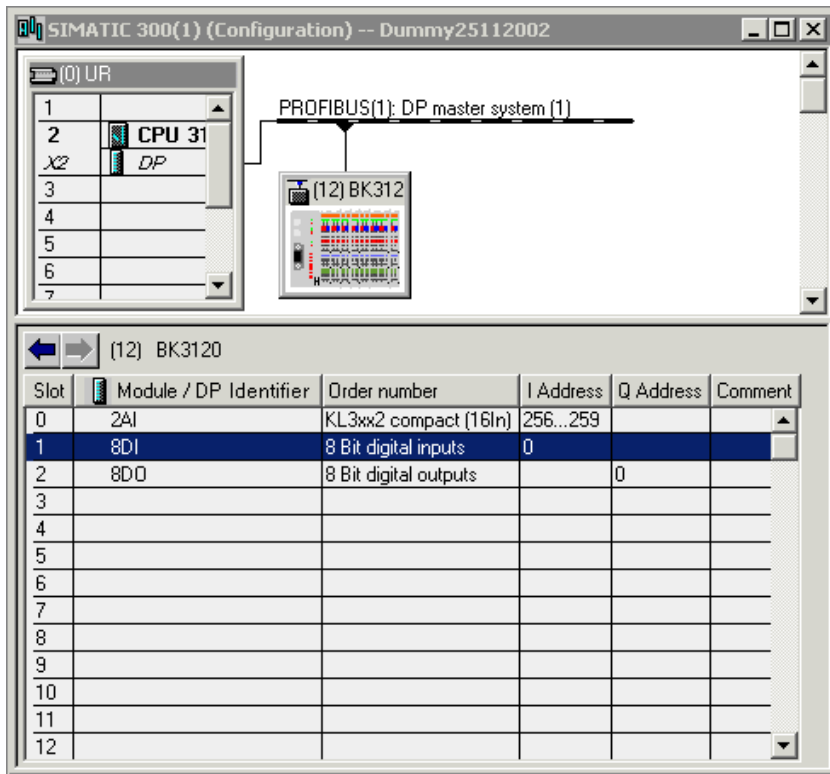 SIMATIC 300(1) (Configuration) -- Dummy25112002
(0) UR
1
2 CPU 31
X2 DP
3
4
5
6
7
PROFIBUS(1): DP master system (1)
(12) BK312
(12) BK3120
Slot Module / DP Identifier Order number I Address Q Address Comment
0 2AI KL3xx2 compact (16In) 256...259
1 8DI 8 Bit digital inputs 0
2 8DO 8 Bit digital outputs 0
3
4
5
6
7
8
9
10
11
12